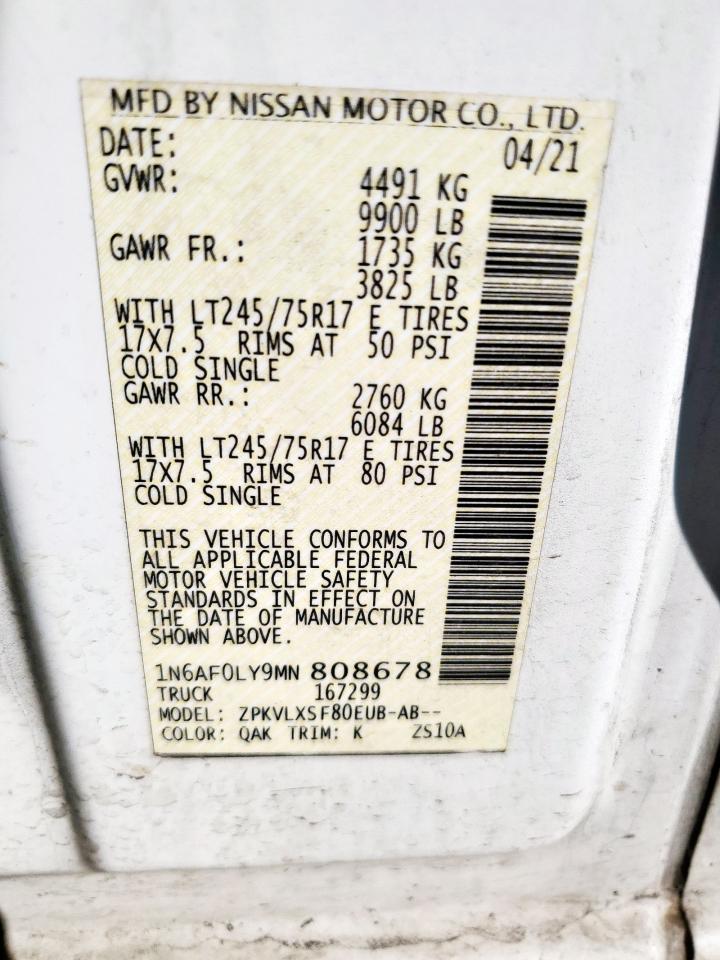 MFD BY NISSAN MOTOR CO., LTD.
DATE: 04/21
GVWR: 4491 KG
9900 LB
GAWR FR.: 1735 KG
3825 LB
WITH LT245/75R17 E TIRES
17X7.5 RIMS AT 50 PSI
COLD SINGLE
GAWR RR.: 2760 KG
6084 LB
WITH LT245/75R17 E TIRES
17X7.5 RIMS AT 80 PSI
COLD SINGLE
THIS VEHICLE CONFORMS TO
ALL APPLICABLE FEDERAL
MOTOR VEHICLE SAFETY
STANDARDS IN EFFECT ON
THE DATE OF MANUFACTURE
SHOWN ABOVE.
1N6AF0LY9MN 808678
TRUCK 167299
MODEL: ZPKVLXSF80EUB-AB--
COLOR: QAK TRIM: K ZS10A